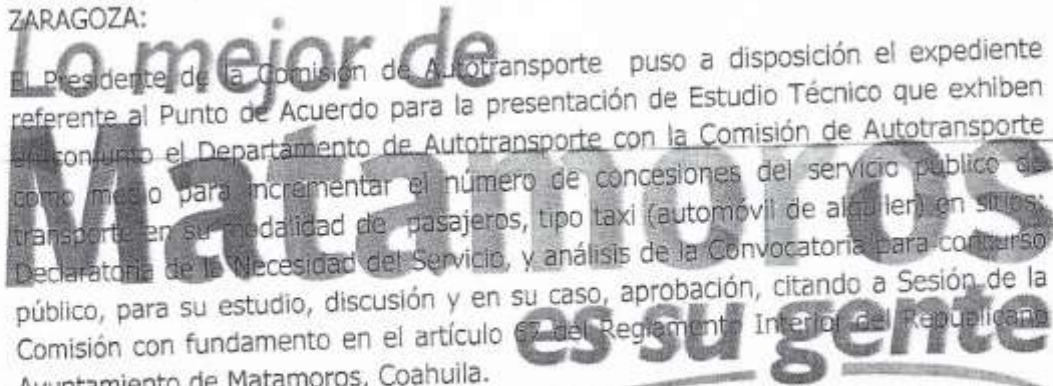 ZARAGOZA:
Lo mejor de
EL Presidente de la Comisión de Autotransporte puso a disposición el expediente
referente al Punto de Acuerdo para la presentación de Estudio Técnico que exhiben
en conjunto el Departamento de Autotransporte con la Comisión de Autotransporte
Matamoros
como medio para incrementar el número de concesiones del servicio público de
transporte en su modalidad de pasajeros, tipo taxi (automóvil de alquiler) en sitios;
Declaratoria de la Necesidad del Servicio, y análisis de la Convocatoria para concurso
público, para su estudio, discusión y en su caso, aprobación, citando a Sesión de la
es su gente
Comisión con fundamento en el artículo 67 del Reglamento Interior del Republicano
Ayuntamiento de Matamoros, Coahuila.